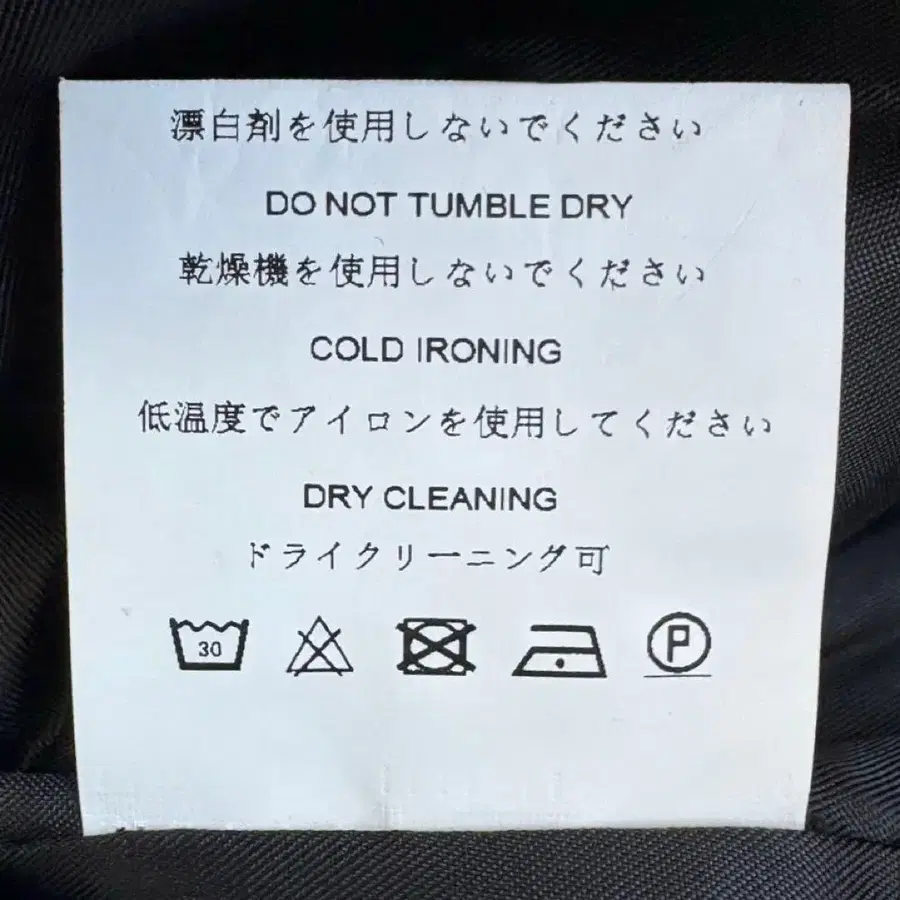 漂白剤を使用しないでください
DO NOT TUMBLE DRY
乾燥機を使用しないでください
COLD IRONING
低温度でアイロンを使用してください
DRY CLEANING
ドライクリーニング可
30 P